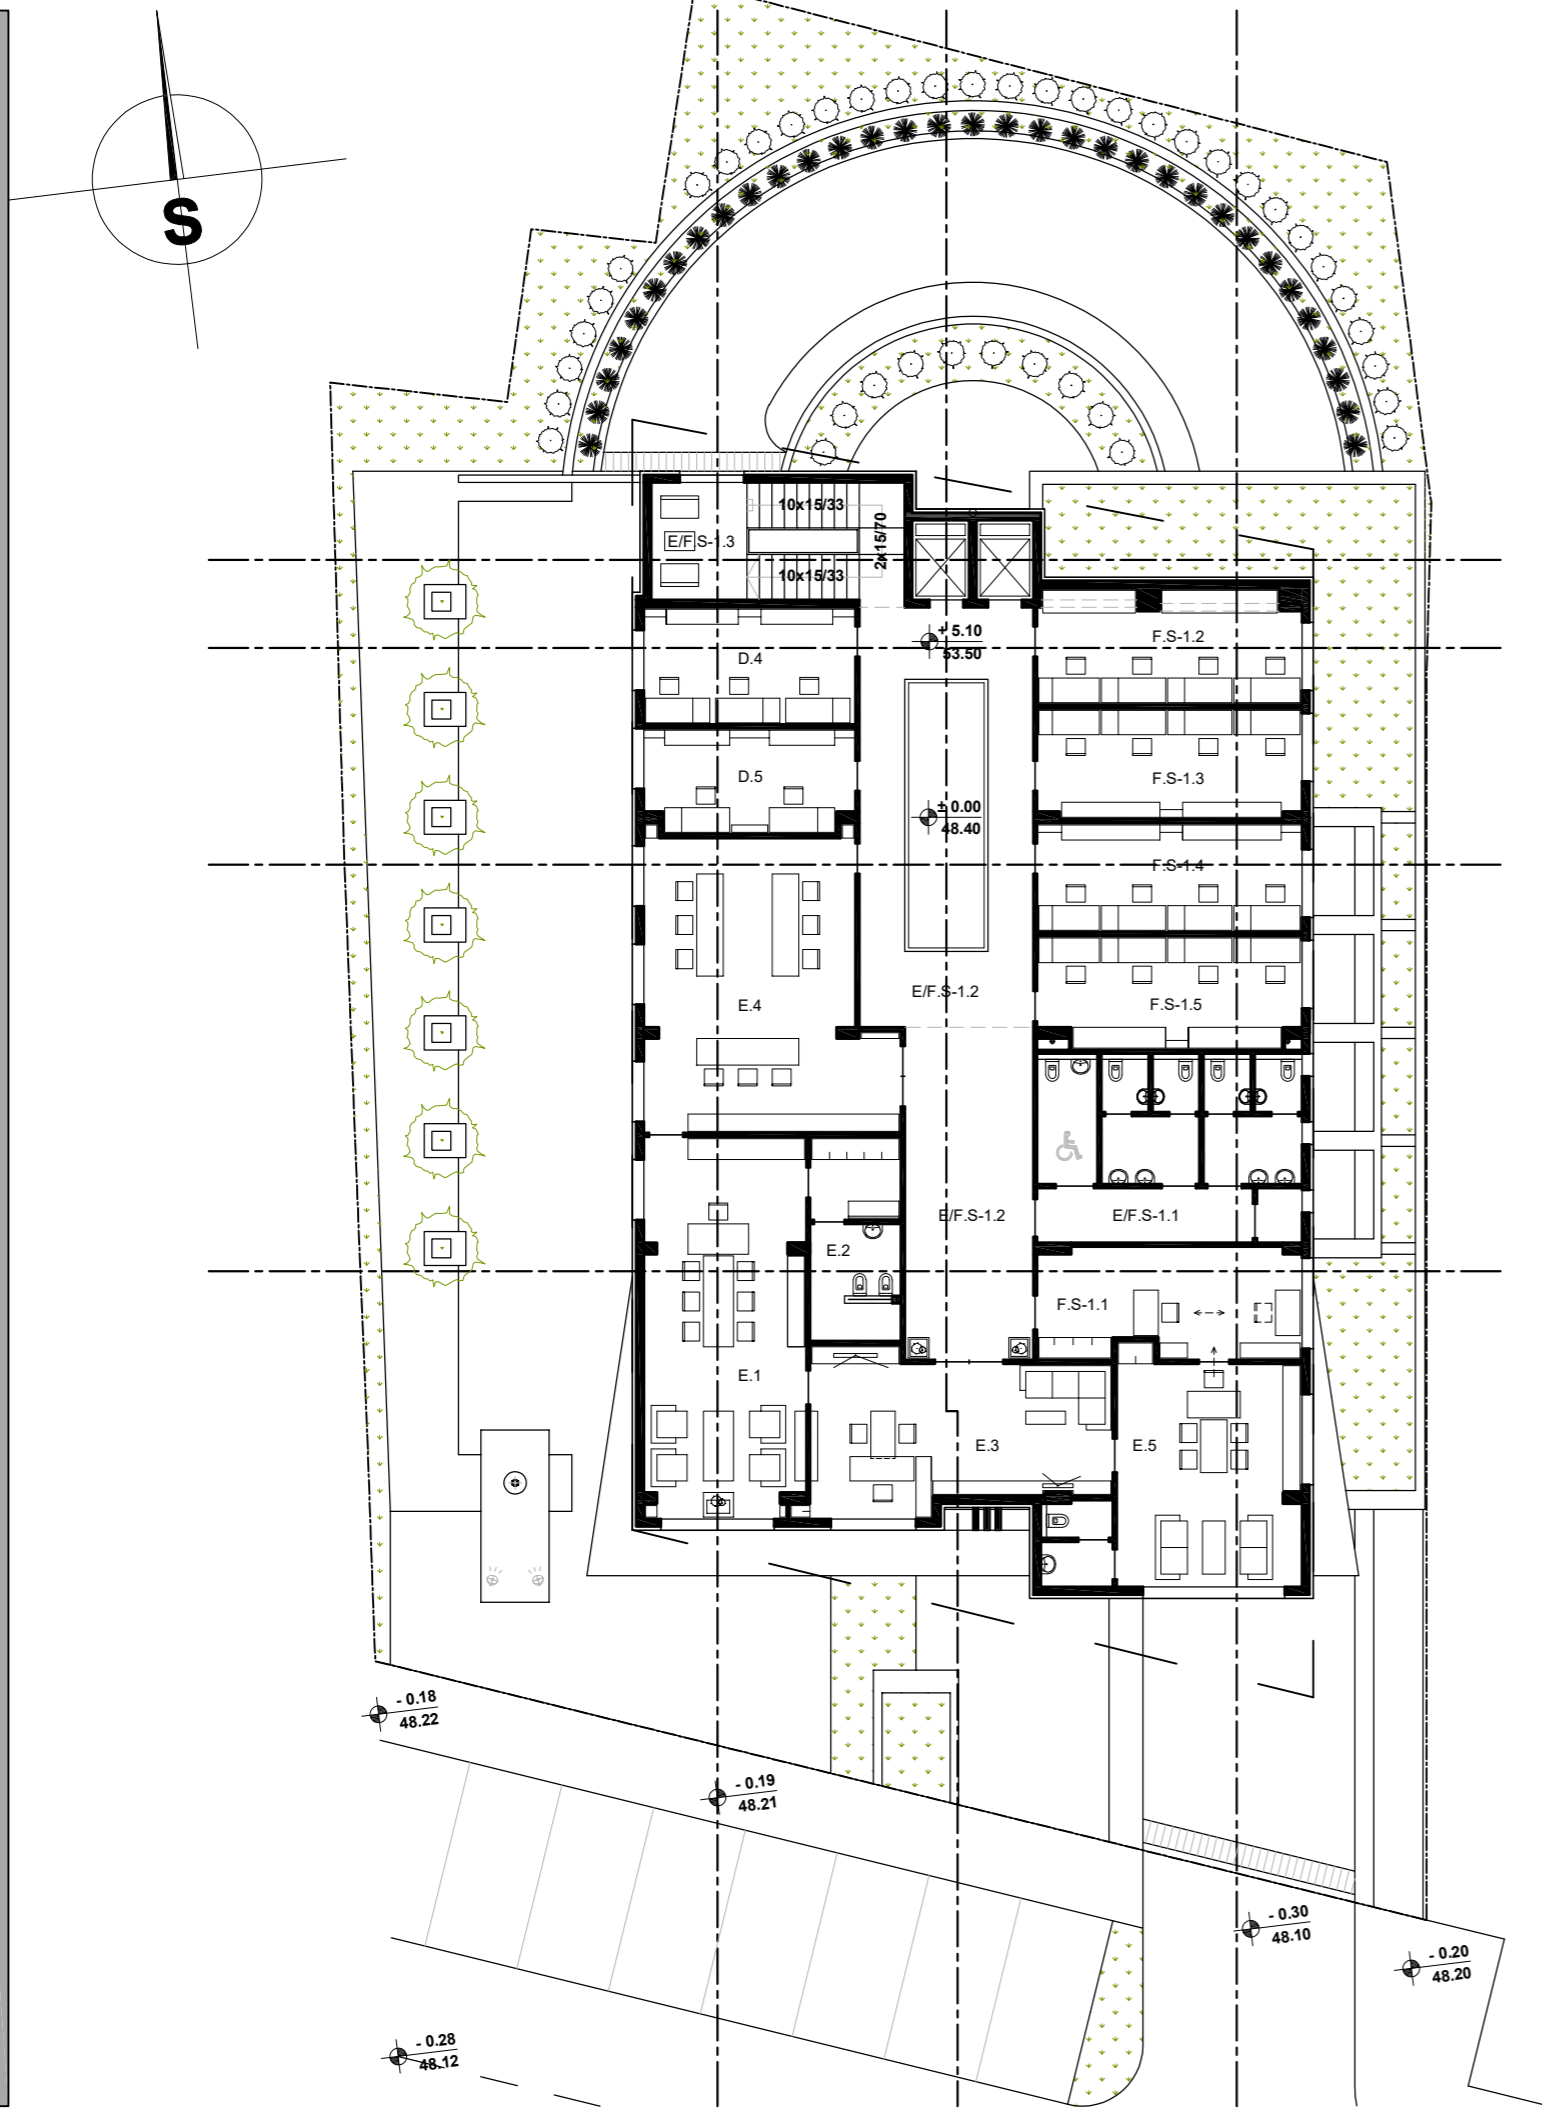 S
10x15/33
E/F.S-1.3
2x15/70
10x15/33
+ 5.10
53.50
F.S-1.2
D.4
D.5
F.S-1.3
± 0.00
48.40
F.S-1.4
E.4
E/F.S-1.2
F.S-1.5
E/F.S-1.2
E/F.S-1.1
E.2
F.S-1.1
E.1
E.3
E.5
- 0.18
48.22
- 0.19
48.21
- 0.30
48.10
- 0.20
48.20
- 0.28
48.12